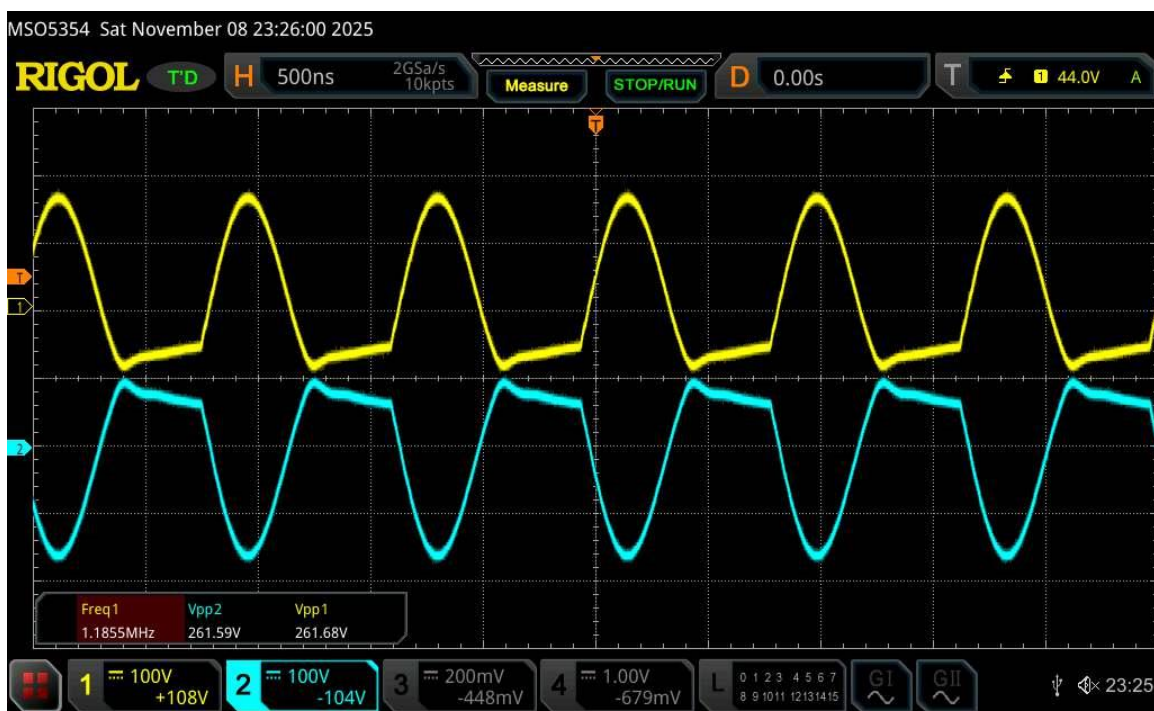 MSO5354 Sat November 08 23:26:00 2025
RIGOL T'D H 500ns 2GSa/s 10kpts Measure STOP/RUN D 0.00s T 1 44.0V A
T
T
1
2
Freq1 Vpp2 Vpp1
1.1855MHz 261.59V 261.68V
1 100V +108V 2 100V -104V 3 200mV -448mV 4 1.00V -679mV L 0 1 2 3 4 5 6 7 8 9 10 11 12 13 14 15 GI GII 23:25